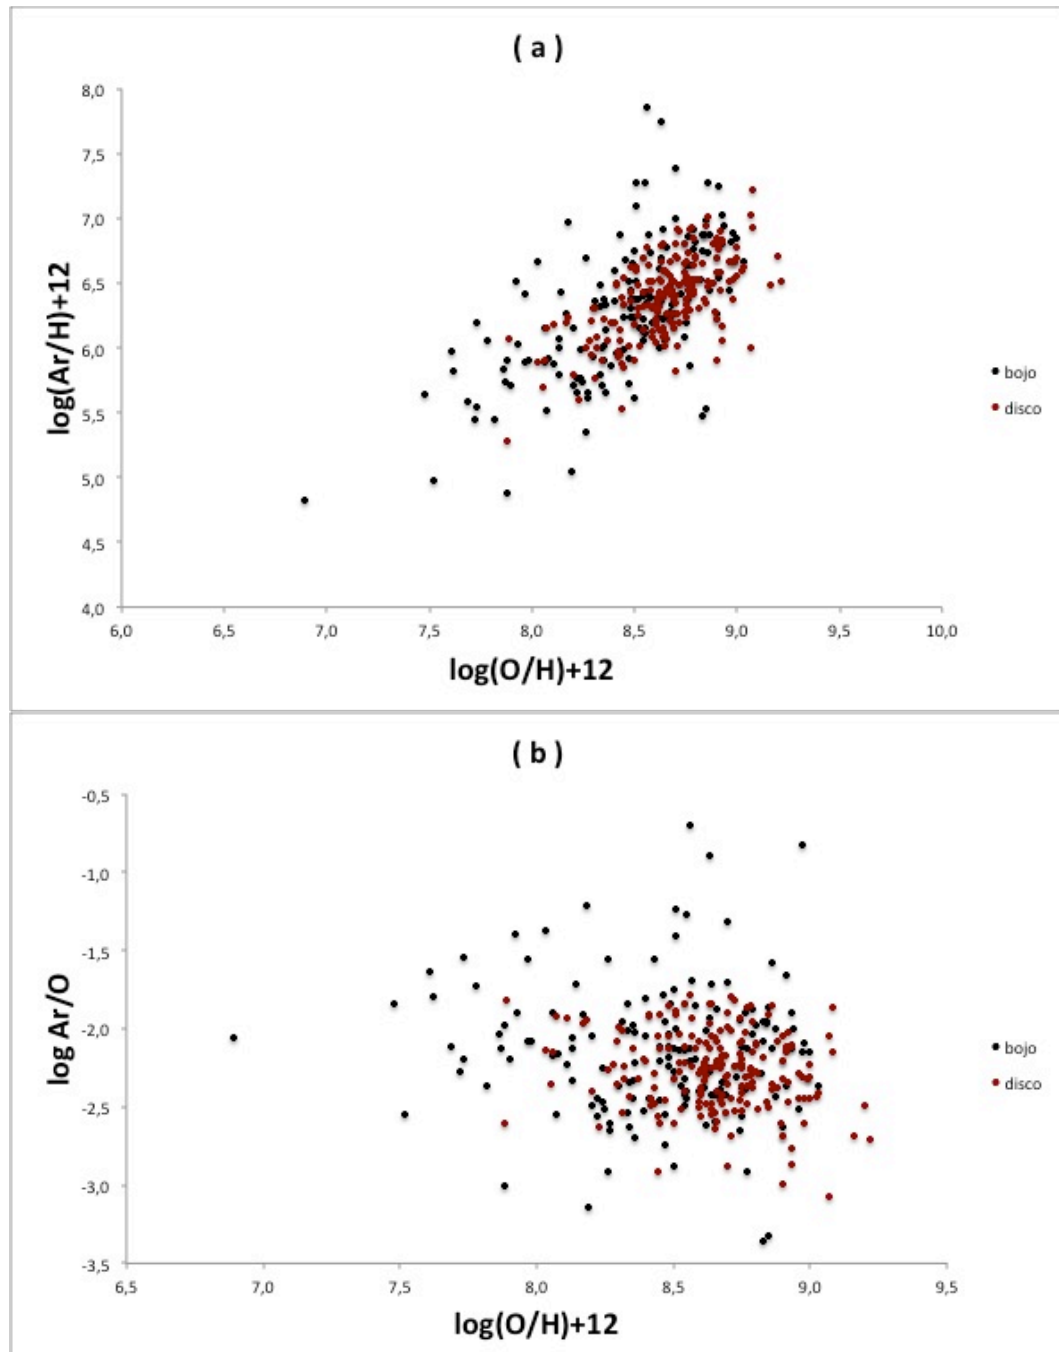 ( a )
8,0
7,5
7,0
6,5
6,0
5,5
5,0
4,5
4,0
log(Ar/H)+12
6,0 6,5 7,0 7,5 8,0 8,5 9,0 9,5 10,0
log(O/H)+12
bojo
disco
( b )
-0,5
-1,0
-1,5
-2,0
-2,5
-3,0
-3,5
log Ar/O
6,5 7,0 7,5 8,0 8,5 9,0 9,5
log(O/H)+12
bojo
disco